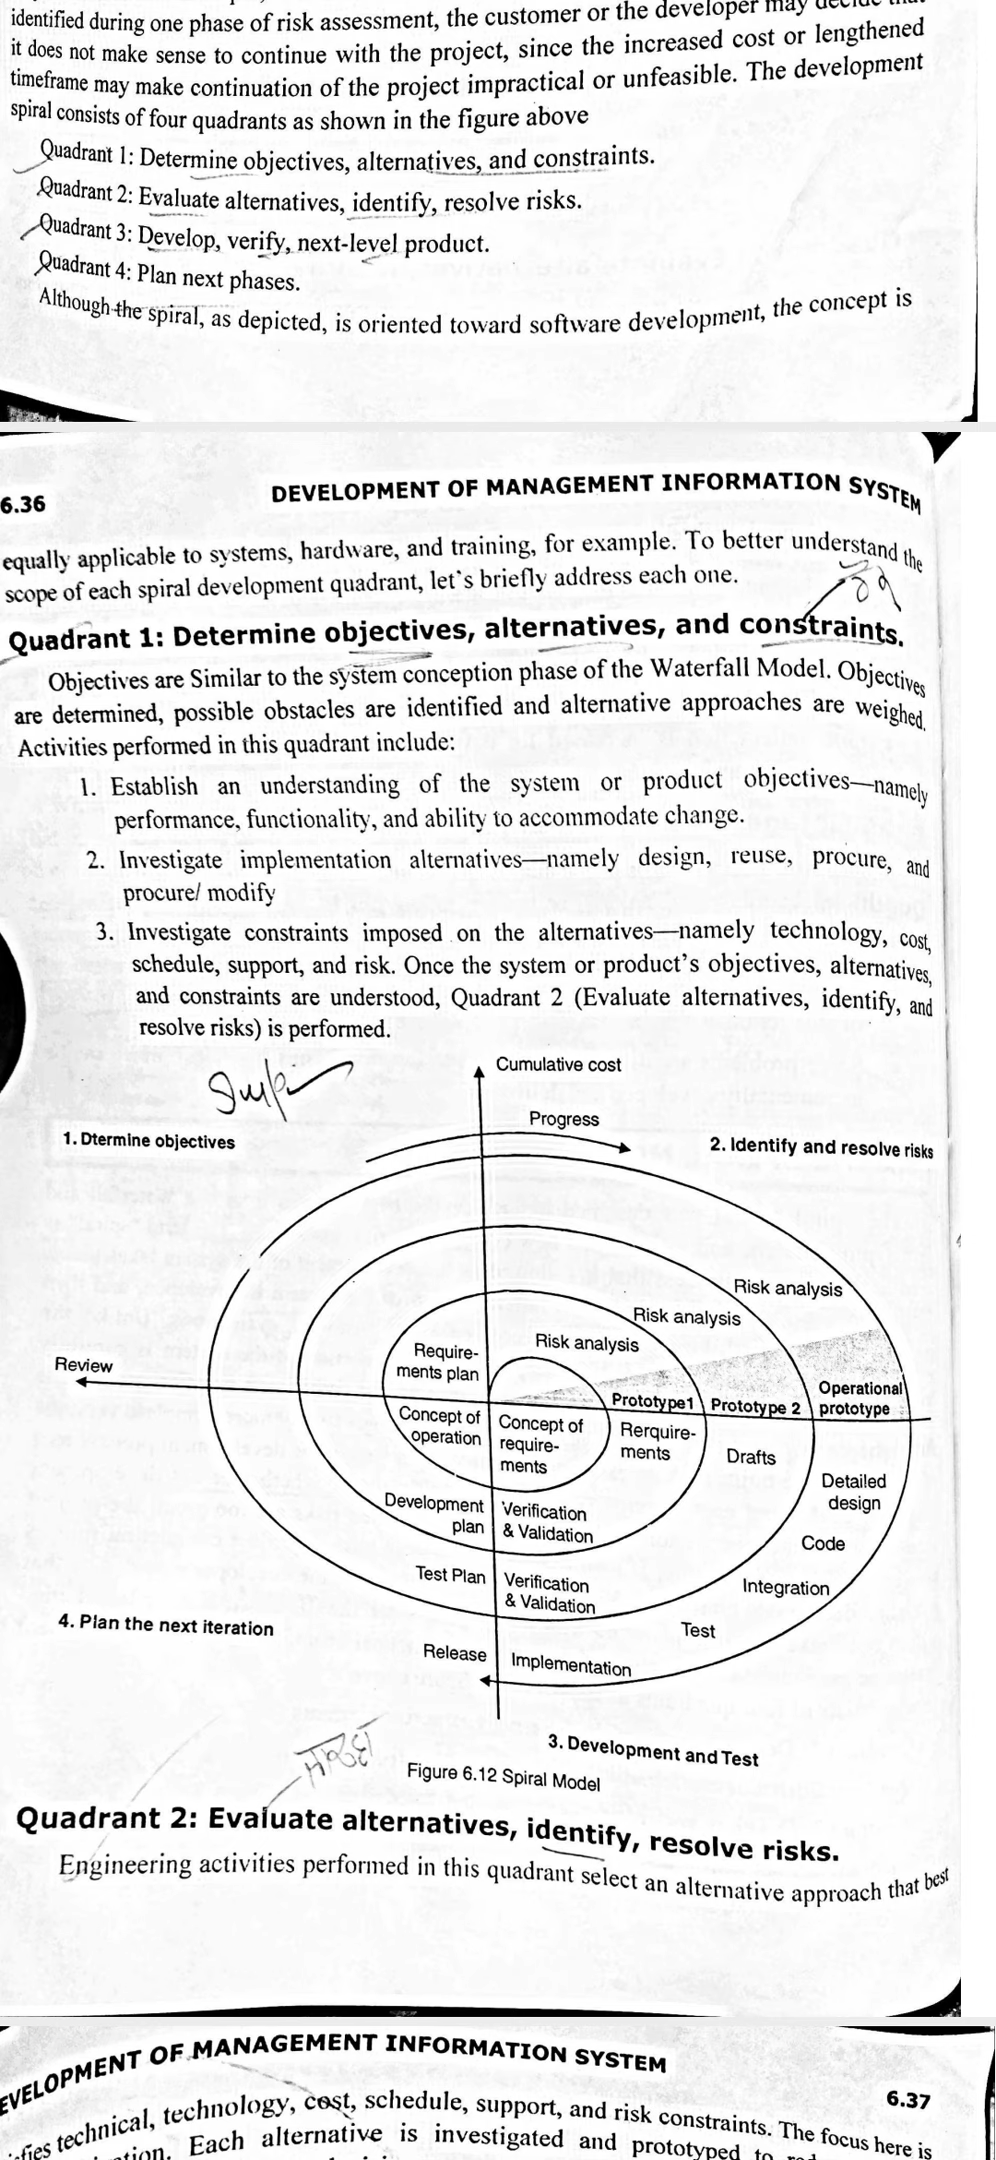 identified during one phase of risk assessment, the customer or the developer may decide that
it does not make sense to continue with the project, since the increased cost or lengthened
timeframe may make continuation of the project impractical or unfeasible. The development
spiral consists of four quadrants as shown in the figure above
Quadrant 1: Determine objectives, alternatives, and constraints.
Quadrant 2: Evaluate alternatives, identify, resolve risks.
Quadrant 3: Develop, verify, next-level product.
Quadrant 4: Plan next phases.
Although the spiral, as depicted, is oriented toward software development, the concept is
6.36
DEVELOPMENT OF MANAGEMENT INFORMATION SYSTEM
equally applicable to systems, hardware, and training, for example. To better understand the
scope of each spiral development quadrant, let's briefly address each one.
Quadrant 1: Determine objectives, alternatives, and constraints.
Objectives are Similar to the system conception phase of the Waterfall Model. Objectives
are determined, possible obstacles are identified and alternative approaches are weighed.
Activities performed in this quadrant include:
1. Establish an understanding of the system or product objectives—namely
performance, functionality, and ability to accommodate change.
2. Investigate implementation alternatives—namely design, reuse, procure, and
procure/ modify
3. Investigate constraints imposed on the alternatives—namely technology, cost,
schedule, support, and risk. Once the system or product's objectives, alternatives,
and constraints are understood, Quadrant 2 (Evaluate alternatives, identify, and
resolve risks) is performed.
Cumulative cost
Progress
1. Dtermine objectives
2. Identify and resolve risks
Risk analysis
Risk analysis
Risk analysis
Require-
ments plan
Review
Operational
prototype
Prototype1
Prototype 2
Concept of
operation
Concept of
require-
ments
Rerquire-
ments
Drafts
Detailed
design
Development
plan
Verification
& Validation
Code
Test Plan
Verification
& Validation
Integration
4. Plan the next iteration
Test
Release
Implementation
3. Development and Test
Figure 6.12 Spiral Model
Quadrant 2: Evaluate alternatives, identify, resolve risks.
Engineering activities performed in this quadrant select an alternative approach that best
EVELOPMENT OF MANAGEMENT INFORMATION SYSTEM
6.37
technical, technology, cost, schedule, support, and risk constraints. The focus here is
Each alternative is investigated and prototyped to